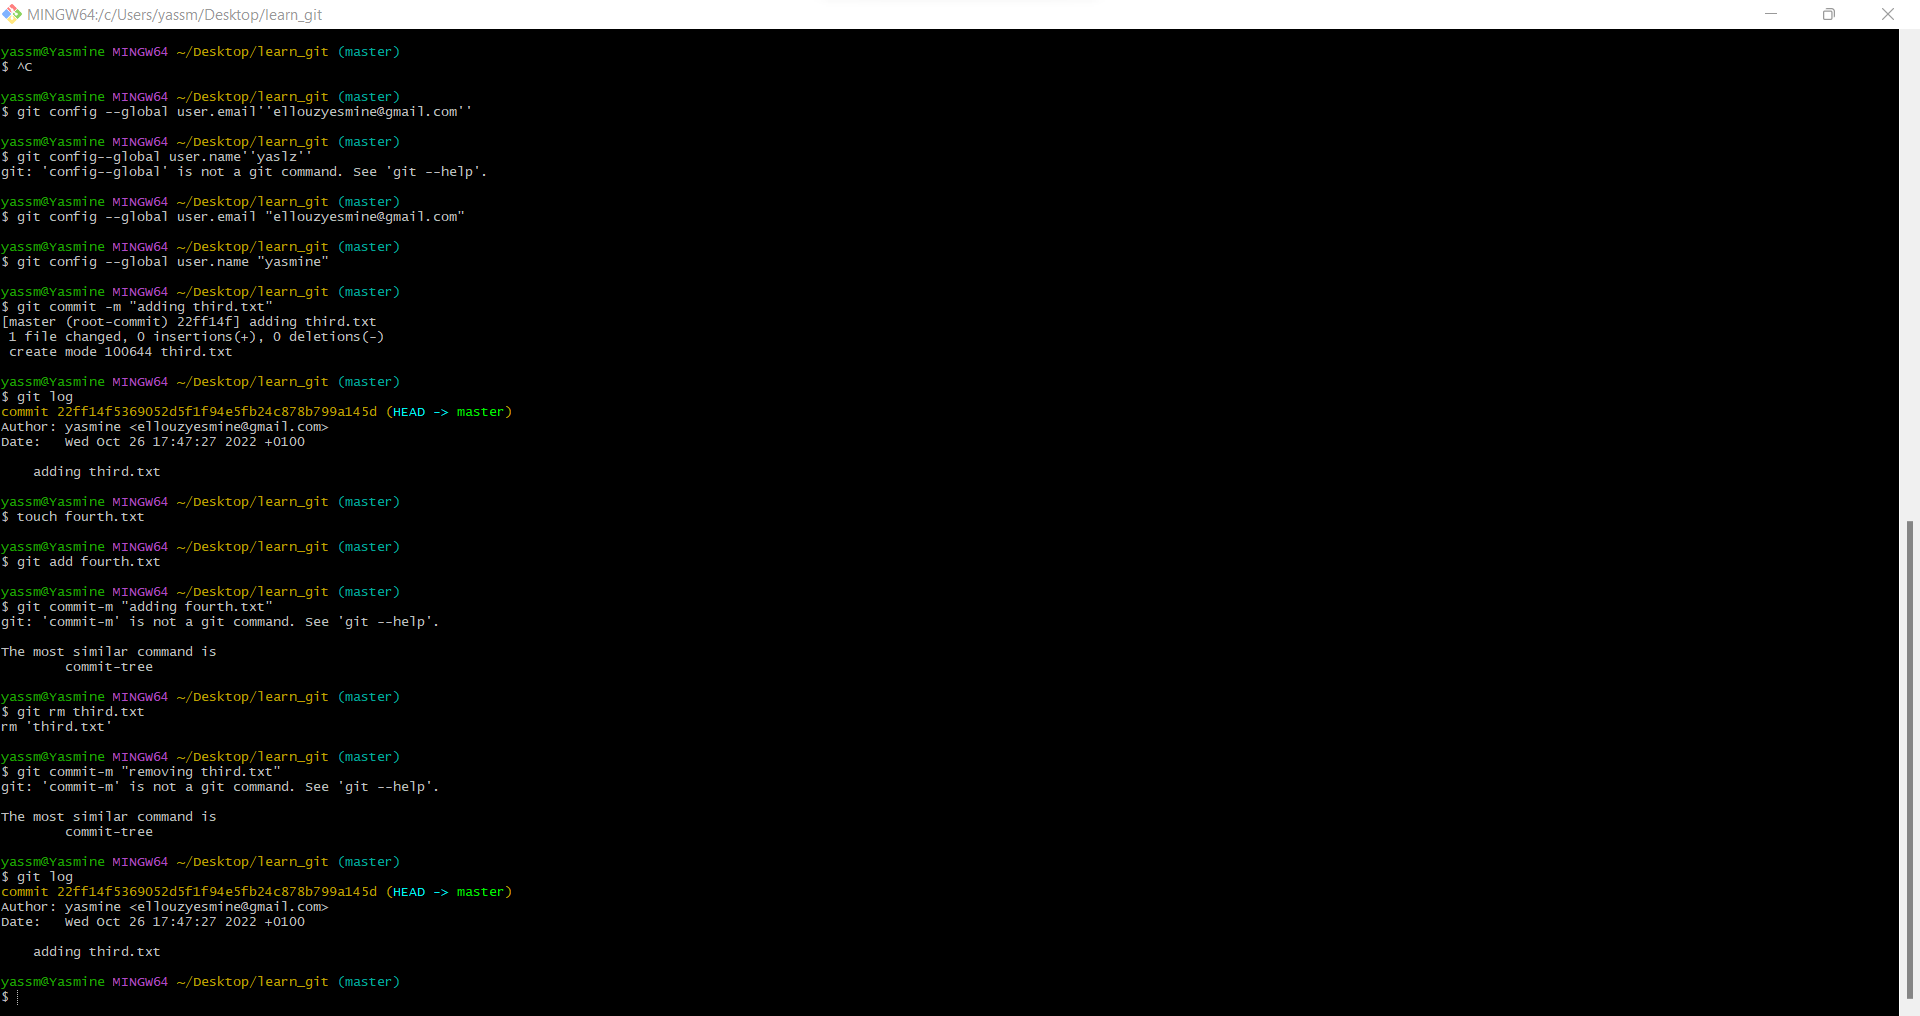 MINGW64:/c/Users/yassm/Desktop/learn_git
yassm@Yasmine MINGW64 ~/Desktop/learn_git (master)
$ ^C
yassm@Yasmine MINGW64 ~/Desktop/learn_git (master)
$ git config --global user.email''ellouzyesmine@gmail.com''
yassm@Yasmine MINGW64 ~/Desktop/learn_git (master)
$ git config--global user.name''yaslz''
git: 'config--global' is not a git command. See 'git --help'.
yassm@Yasmine MINGW64 ~/Desktop/learn_git (master)
$ git config --global user.email "ellouzyesmine@gmail.com"
yassm@Yasmine MINGW64 ~/Desktop/learn_git (master)
$ git config --global user.name "yasmine"
yassm@Yasmine MINGW64 ~/Desktop/learn_git (master)
$ git commit -m "adding third.txt"
[master (root-commit) 22ff14f] adding third.txt
 1 file changed, 0 insertions(+), 0 deletions(-)
 create mode 100644 third.txt
yassm@Yasmine MINGW64 ~/Desktop/learn_git (master)
$ git log
commit 22ff14f5369052d5f1f94e5fb24c878b799a145d (HEAD -> master)
Author: yasmine <ellouzyesmine@gmail.com>
Date:   Wed Oct 26 17:47:27 2022 +0100
    adding third.txt
yassm@Yasmine MINGW64 ~/Desktop/learn_git (master)
$ touch fourth.txt
yassm@Yasmine MINGW64 ~/Desktop/learn_git (master)
$ git add fourth.txt
yassm@Yasmine MINGW64 ~/Desktop/learn_git (master)
$ git commit-m "adding fourth.txt"
git: 'commit-m' is not a git command. See 'git --help'.
The most similar command is
        commit-tree
yassm@Yasmine MINGW64 ~/Desktop/learn_git (master)
$ git rm third.txt
rm 'third.txt'
yassm@Yasmine MINGW64 ~/Desktop/learn_git (master)
$ git commit-m "removing third.txt"
git: 'commit-m' is not a git command. See 'git --help'.
The most similar command is
        commit-tree
yassm@Yasmine MINGW64 ~/Desktop/learn_git (master)
$ git log
commit 22ff14f5369052d5f1f94e5fb24c878b799a145d (HEAD -> master)
Author: yasmine <ellouzyesmine@gmail.com>
Date:   Wed Oct 26 17:47:27 2022 +0100
    adding third.txt
yassm@Yasmine MINGW64 ~/Desktop/learn_git (master)
$